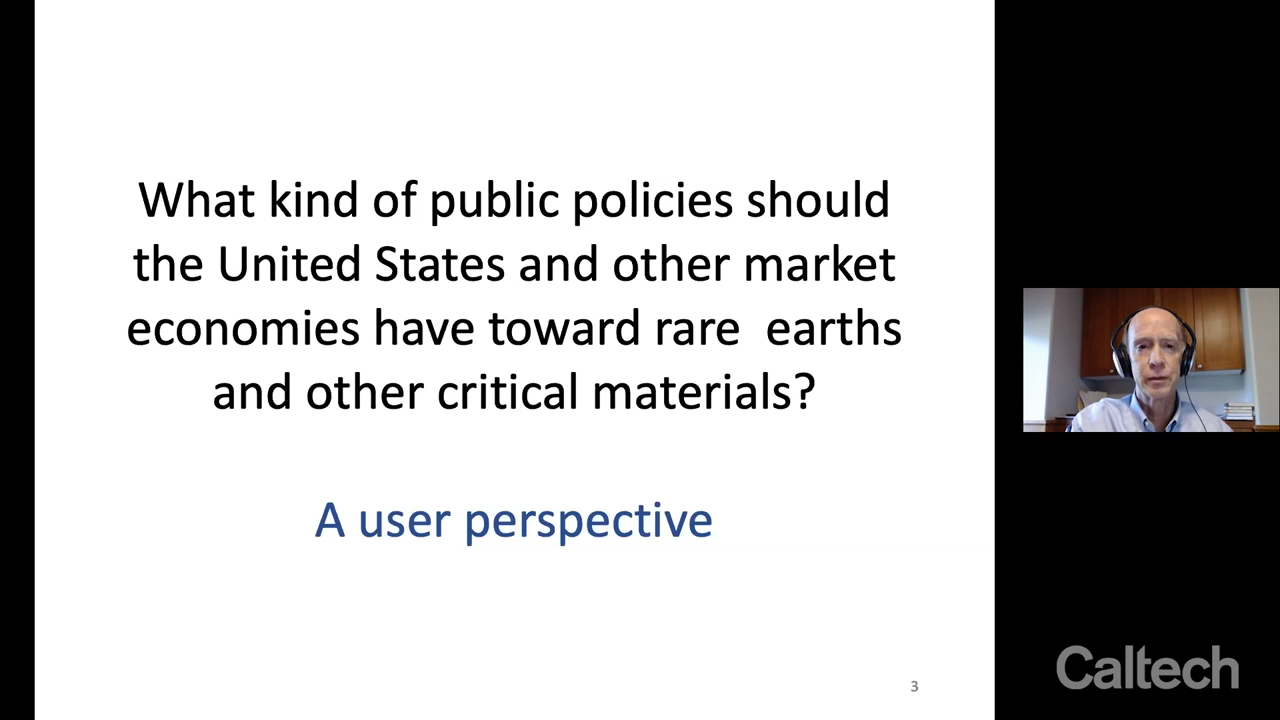 What kind of public policies should
the United States and other market
economies have toward rare  earths
and other critical materials?
A user perspective
3
Caltech